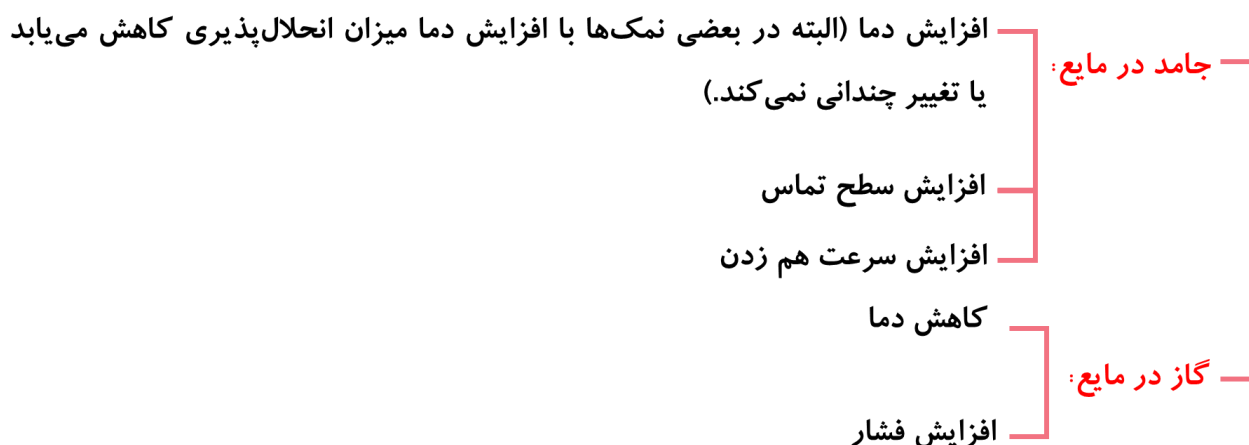 جامد در مایع:
افزایش دما (البته در بعضی نمک‌ها با افزایش دما میزان انحلال‌پذیری کاهش می‌یابد
یا تغییر چندانی نمی‌کند.)
افزایش سطح تماس
افزایش سرعت هم زدن
گاز در مایع:
کاهش دما
افزایش فشار